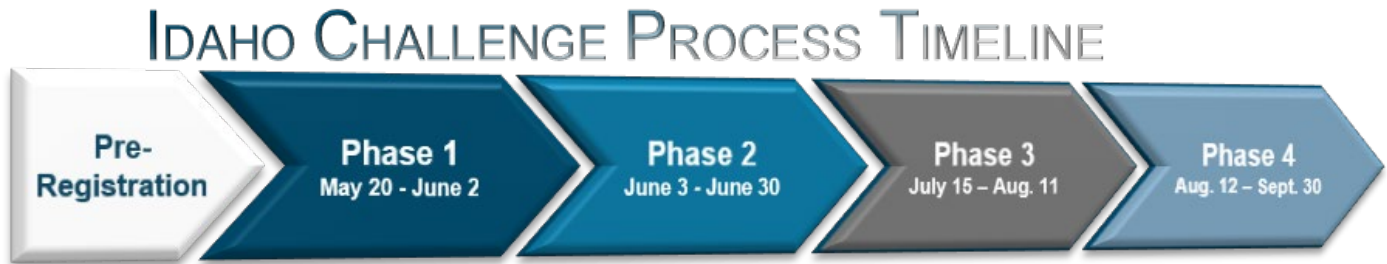 IDAHO CHALLENGE PROCESS TIMELINE
Pre-
Registration
Phase 1
May 20 - June 2
Phase 2
June 3 - June 30
Phase 3
July 15 – Aug. 11
Phase 4
Aug. 12 – Sept. 30